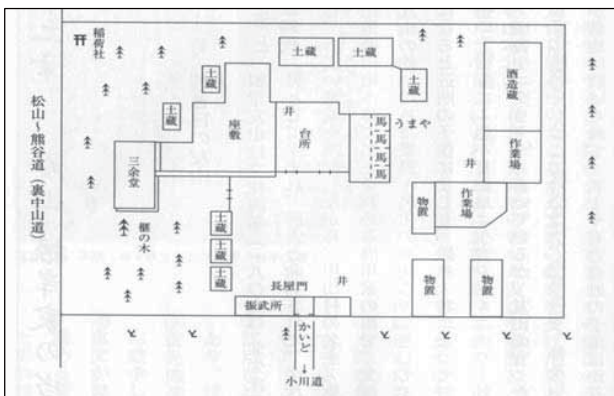 稲荷社
松山～熊谷道(裏中山道)
三余堂
椹の木
土蔵
土蔵
座敷
井
台所
土蔵
土蔵
土蔵
馬
馬
馬
馬
うまや
酒造蔵
作業場
井
作業場
物置
物置
物置
土蔵
土蔵
土蔵
長屋門
井
振武所
かいど
↓
小川道